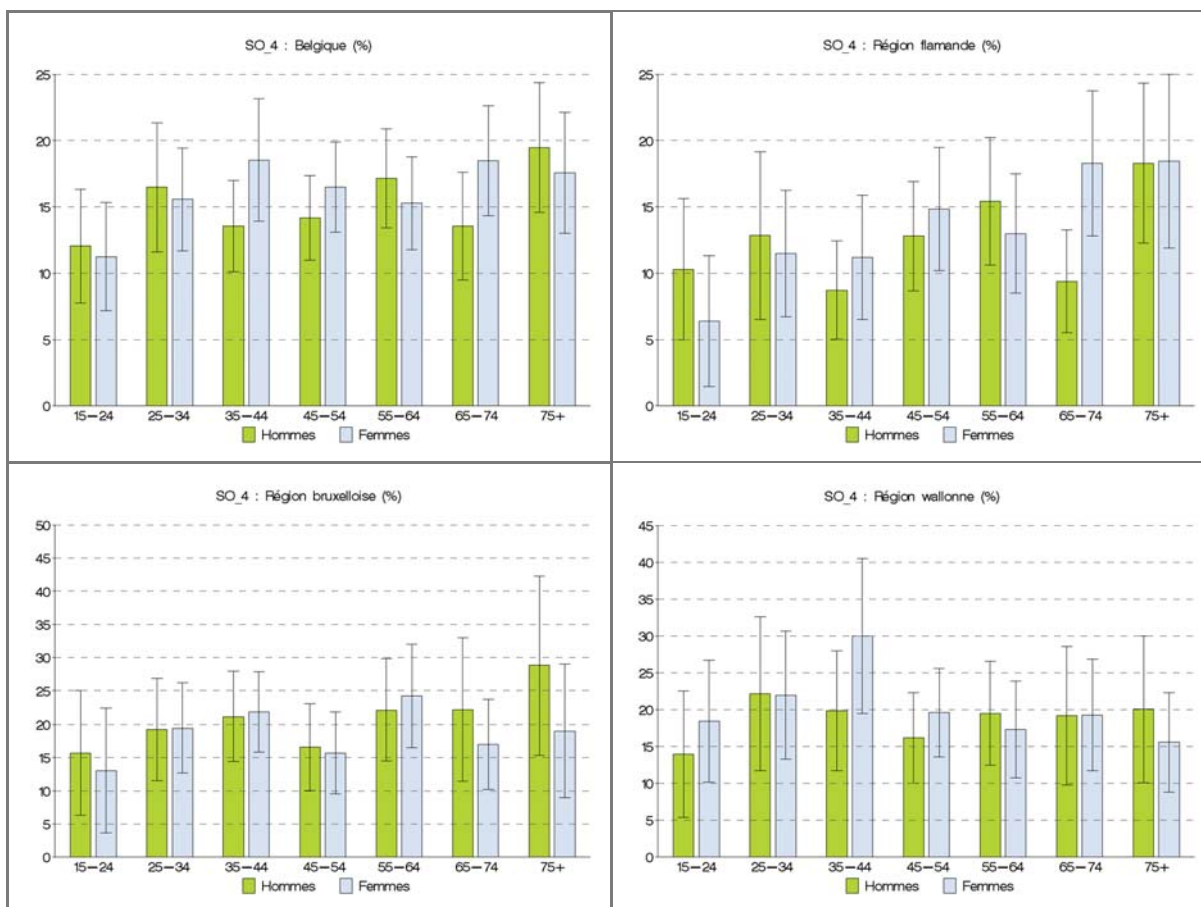 SO_4 : Belgique (%)
25
20
15
10
5
0
15-24 25-34 35-44 45-54 55-64 65-74 75+
Hommes Femmes
SO_4 : Région flamande (%)
25
20
15
10
5
0
15-24 25-34 35-44 45-54 55-64 65-74 75+
Hommes Femmes
SO_4 : Région bruxelloise (%)
50
45
40
35
30
25
20
15
10
5
0
15-24 25-34 35-44 45-54 55-64 65-74 75+
Hommes Femmes
SO_4 : Région wallonne (%)
45
40
35
30
25
20
15
10
5
0
15-24 25-34 35-44 45-54 55-64 65-74 75+
Hommes Femmes